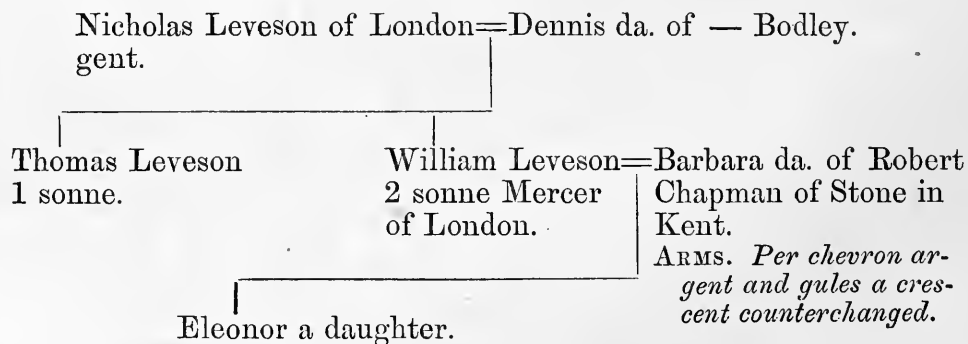 Nicholas Leveson of London=Dennis da. of — Bodley.
gent.
Thomas Leveson
1 sonne.
William Leveson=Barbara da. of Robert
2 sonne Mercer
of London.
Chapman of Stone in
Kent.
ARMS. Per chevron ar-
gent and gules a cres-
cent counterchanged.
Eleonor a daughter.